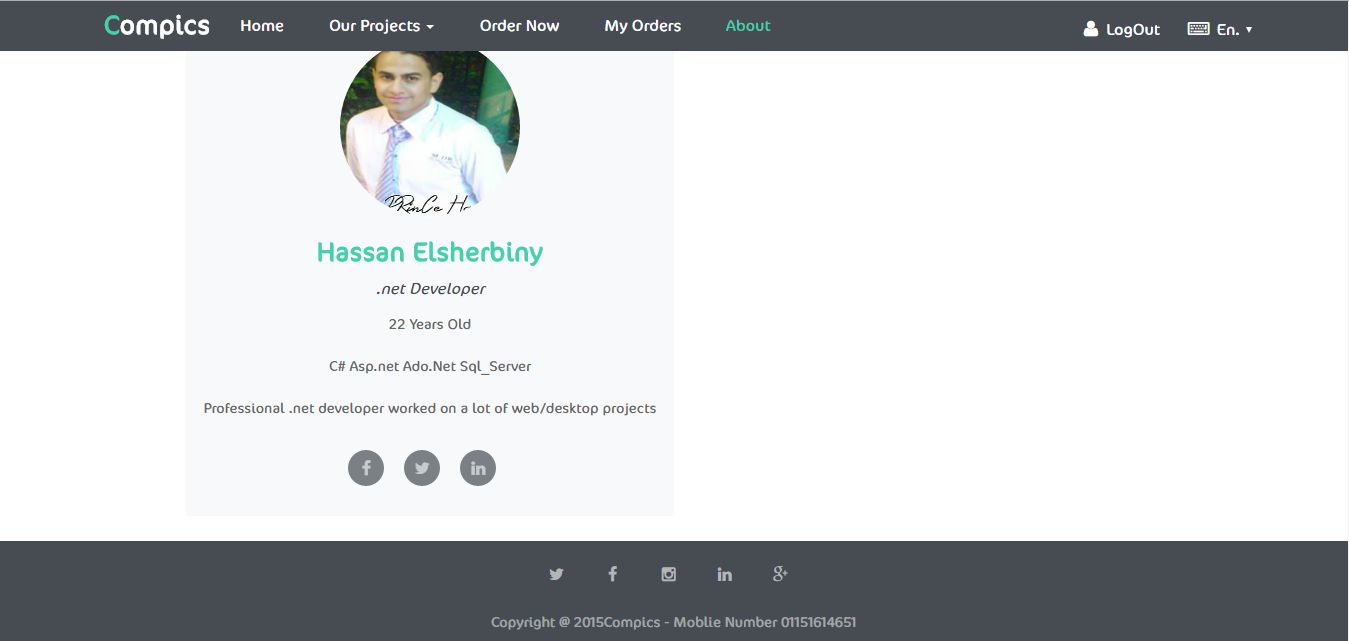 Compics Home Our Projects Order Now My Orders About LogOut En.
Hassan Elsherbiny
.net Developer
22 Years Old
C# Asp.net Ado.Net Sql_Server
Professional .net developer worked on a lot of web/desktop projects
Copyright @ 2015Compics - Moblie Number 01151614651